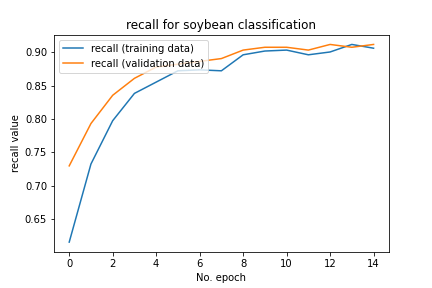 recall for soybean classification
recall (training data)
recall (validation data)
recall value
0.90
0.85
0.80
0.75
0.70
0.65
0 2 4 6 8 10 12 14
No. epoch